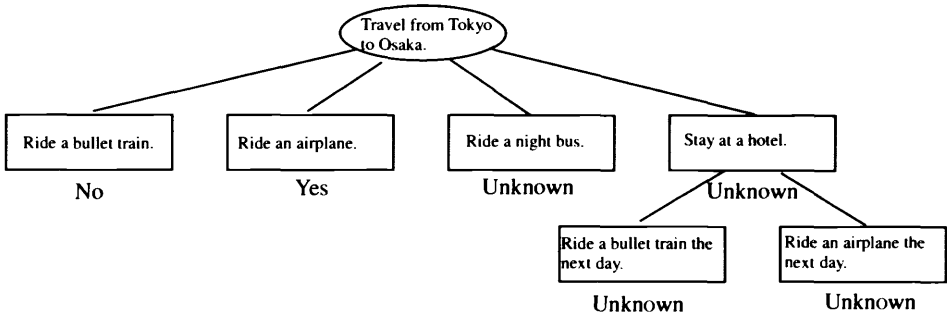 Travel from Tokyo
to Osaka.
Ride a bullet train.
Ride an airplane.
Ride a night bus.
Stay at a hotel.
No
Yes
Unknown
Unknown
Ride a bullet train the
next day.
Ride an airplane the
next day.
Unknown
Unknown